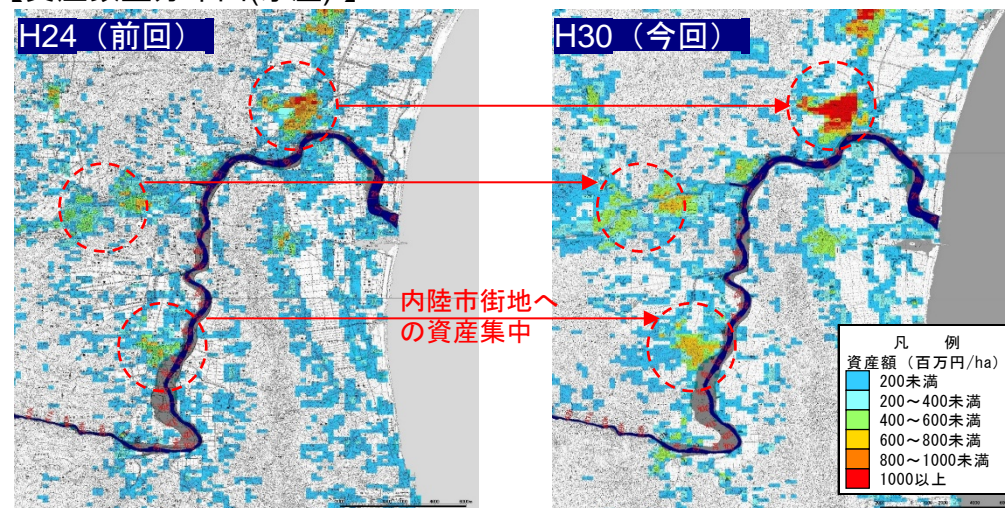 H24（前回）
H30（今回）
内陸市街地へ
の資産集中
凡　例
資産額（百万円/ha）
200未満
200～400未満
400～600未満
600～800未満
800～1000未満
1000以上